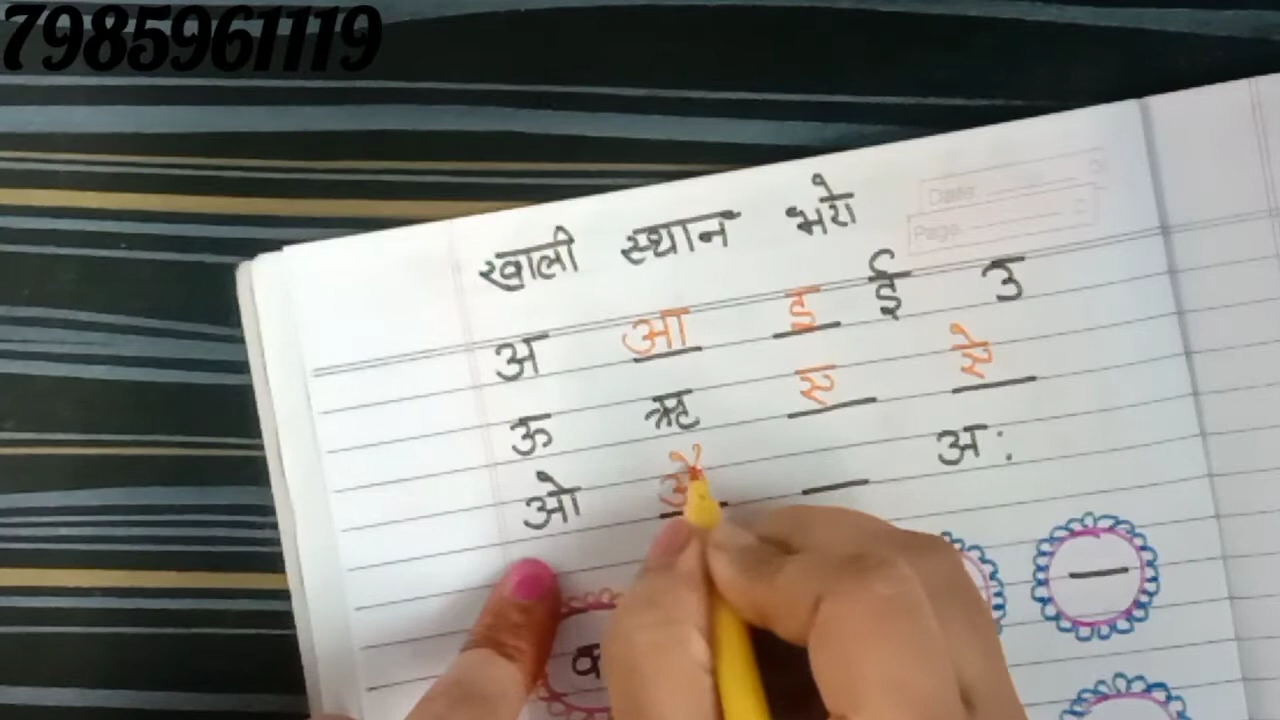 7985961119
Date
Page
खाली स्थान भरो
अ आ इ ई उ
ऊ ऋ ए ऐ
ओ अ: